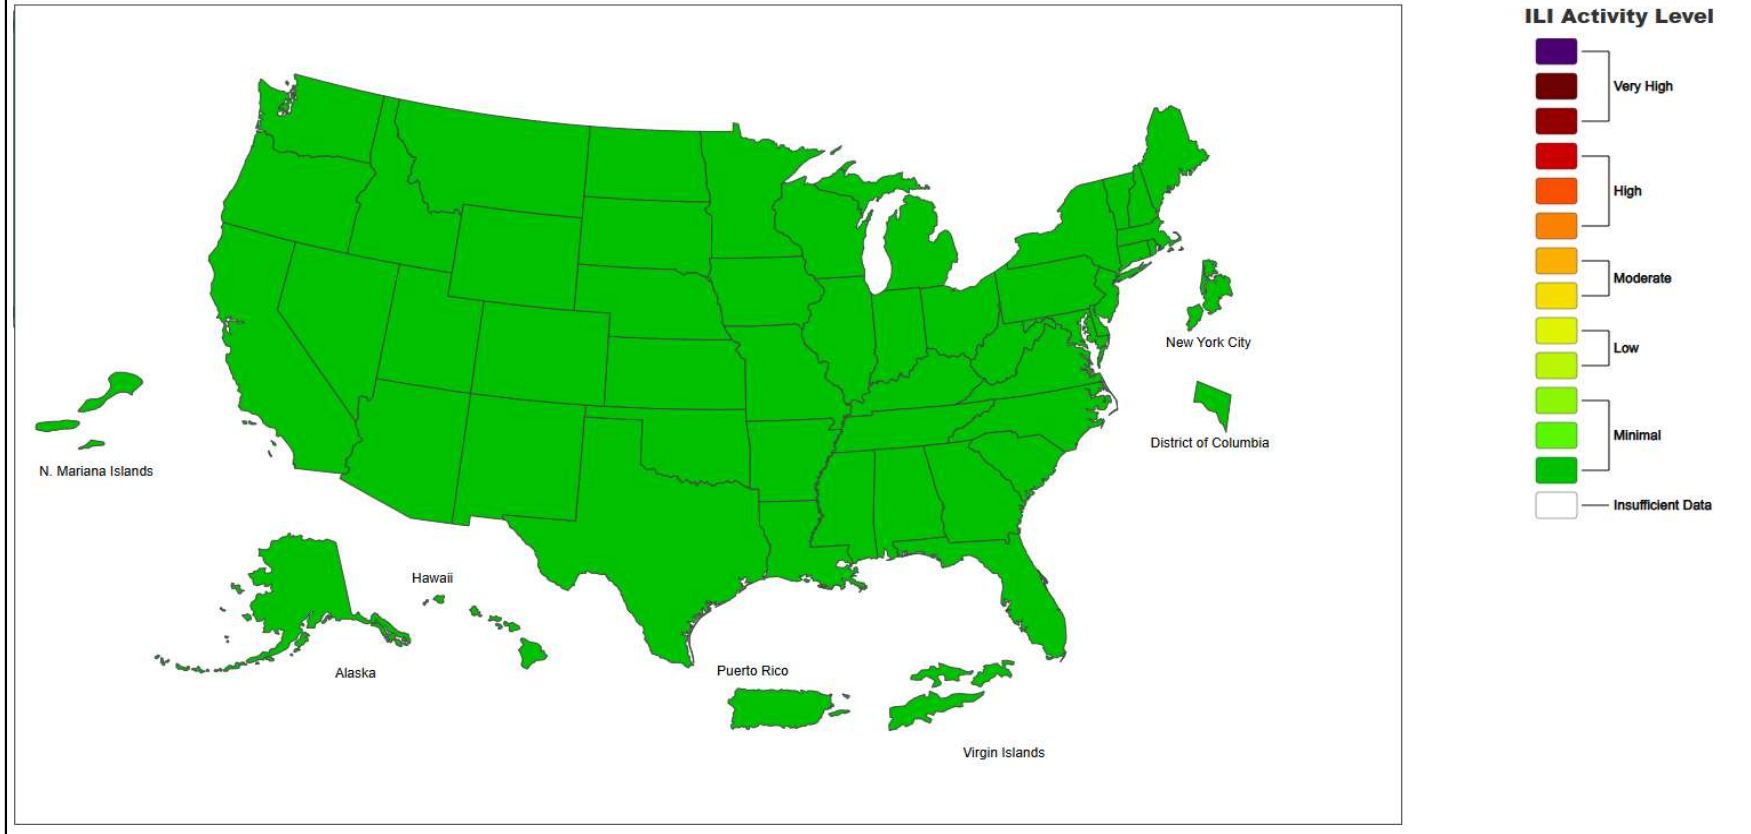 ILI Activity Level
Very High
High
Moderate
Low
Minimal
Insufficient Data
New York City
District of Columbia
N. Mariana Islands
Hawaii
Alaska
Puerto Rico
Virgin Islands